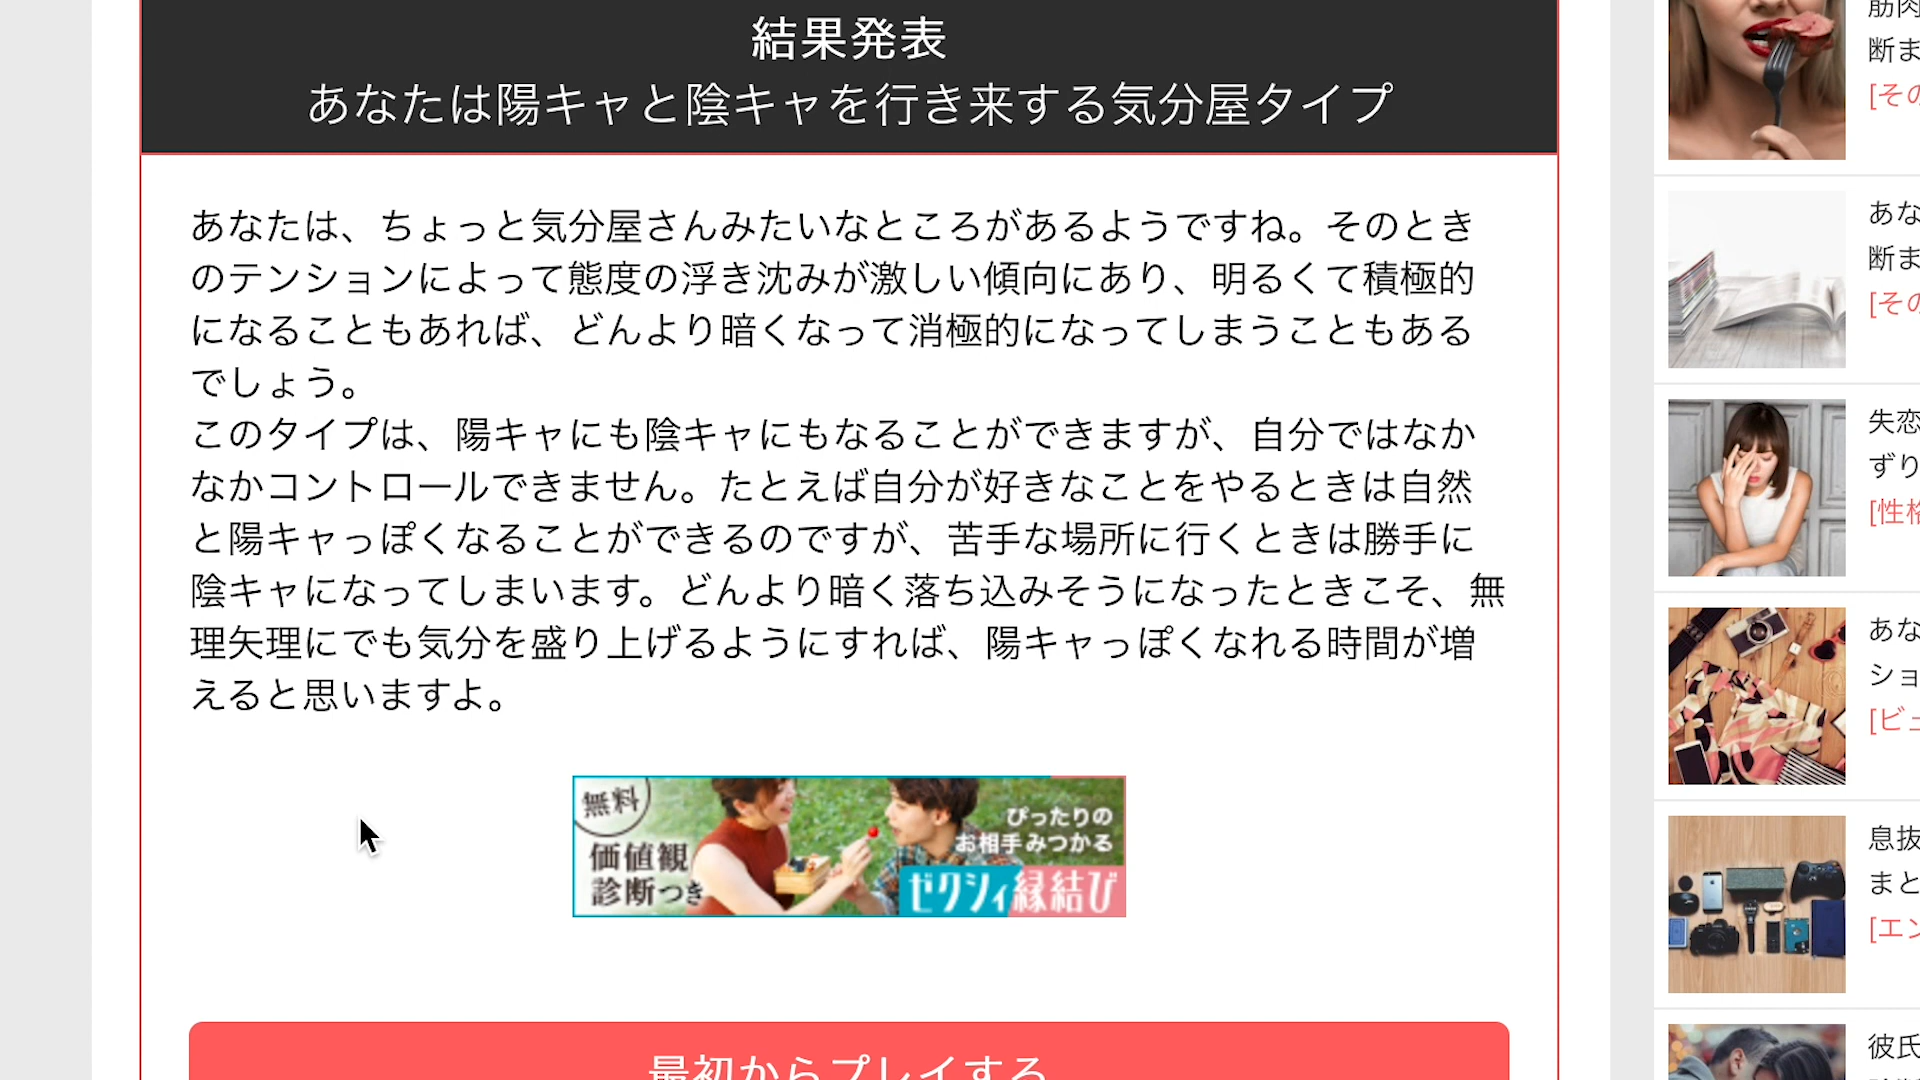 結果発表
あなたは陽キャと陰キャを行き来する気分屋タイプ
あなたは、ちょっと気分屋さんみたいなところがあるようですね。そのとき
のテンションによって態度の浮き沈みが激しい傾向にあり、明るくて積極的
になることもあれば、どんより暗くなって消極的になってしまうこともある
でしょう。
このタイプは、陽キャにも陰キャにもなることができますが、自分ではなか
なかコントロールできません。たとえば自分が好きなことをやるときは自然
と陽キャっぽくなることができるのですが、苦手な場所に行くときは勝手に
陰キャになってしまいます。どんより暗く落ち込みそうになったときこそ、無
理矢理にでも気分を盛り上げるようにすれば、陽キャっぽくなれる時間が増
えると思いますよ。
無料
価値観
診断つき
ぴったりの
お相手みつかる
ゼクシィ縁結び
最初からプレイする
筋肉
断ま
[その
あな
断ま
[その
失恋
ずり
[性格
あな
ショ
[ビュ
息抜
まと
[エン
彼氏